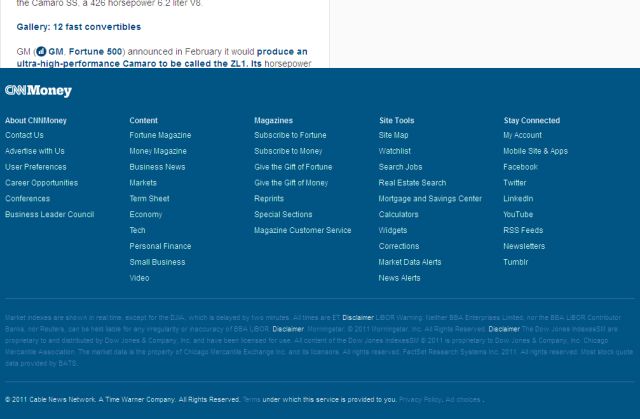 the Camaro SS, a 426 horsepower 6.2 liter V8.
Gallery: 12 fast convertibles
GM (GM, Fortune 500) announced in February it would produce an
ultra-high-performance Camaro to be called the ZL1. Its horsepower
CNNMoney
About CNNMoney
Contact Us
Advertise with Us
User Preferences
Career Opportunities
Conferences
Business Leader Council
Content
Fortune Magazine
Money Magazine
Business News
Markets
Term Sheet
Economy
Tech
Personal Finance
Small Business
Video
Magazines
Subscribe to Fortune
Subscribe to Money
Give the Gift of Fortune
Give the Gift of Money
Reprints
Special Sections
Magazine Customer Service
Site Tools
Site Map
Watchlist
Search Jobs
Real Estate Search
Mortgage and Savings Center
Calculators
Widgets
Corrections
Market Data Alerts
News Alerts
Stay Connected
My Account
Mobile Site & Apps
Facebook
Twitter
LinkedIn
YouTube
RSS Feeds
Newsletters
Tumblr
Market indexes are shown in real time, except for the DJIA, which is delayed by two minutes. All times are ET. Disclaimer LIBOR Warning: Neither BBA Enterprises Limited, nor the BBA LIBOR Contributor
Banks, nor Reuters, can be held liable for any irregularity or inaccuracy of BBA LIBOR. Disclaimer. Morningstar: © 2011 Morningstar, Inc. All Rights Reserved. Disclaimer The Dow Jones IndexesSM are
proprietary to and distributed by Dow Jones & Company, Inc. and have been licensed for use. All content of the Dow Jones IndexesSM © 2011 is proprietary to Dow Jones & Company, Inc. Chicago
Mercantile Association. The market data is the property of Chicago Mercantile Exchange Inc. and its licensors. All rights reserved. FactSet Research Systems Inc. 2011. All rights reserved. Most stock quote
data provided by BATS.
© 2011 Cable News Network. A Time Warner Company. All Rights Reserved. Terms under which this service is provided to you. Privacy Policy. Ad choices .